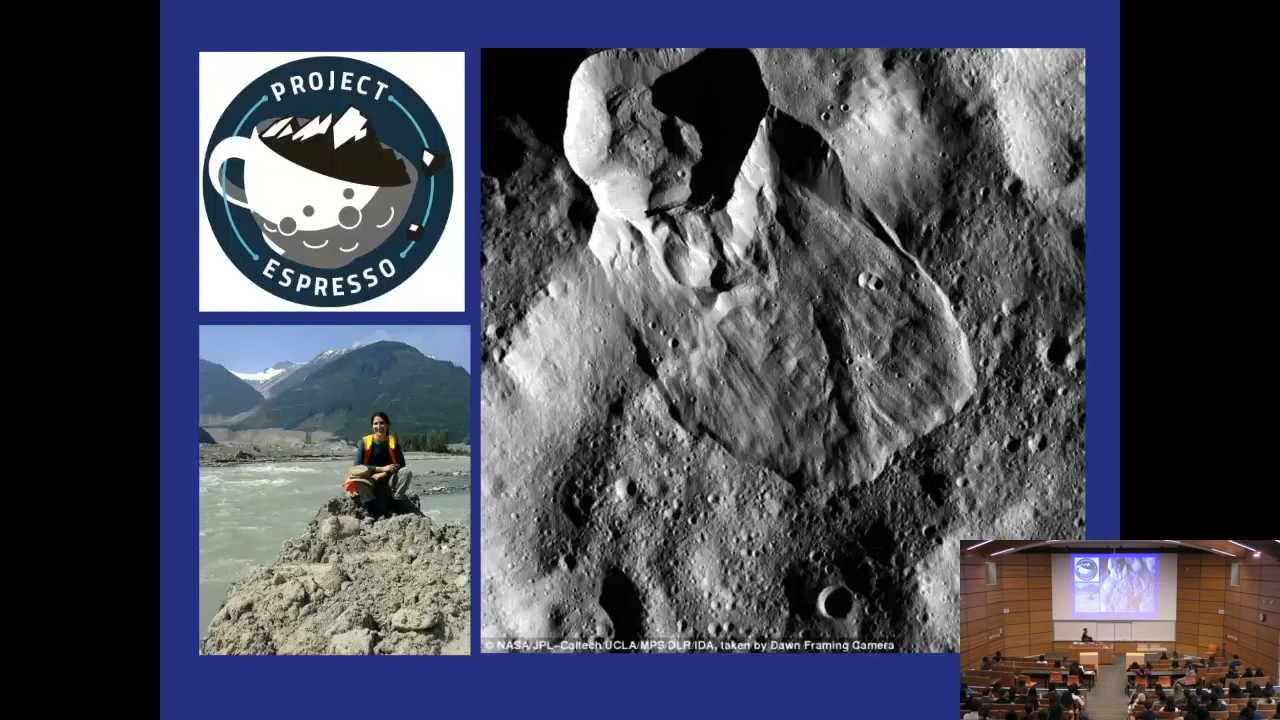 PROJECT
ESPRESSO
© NASA/JPL-Caltech/UCLA/MPS/DLR/IDA, taken by Dawn Framing Camera